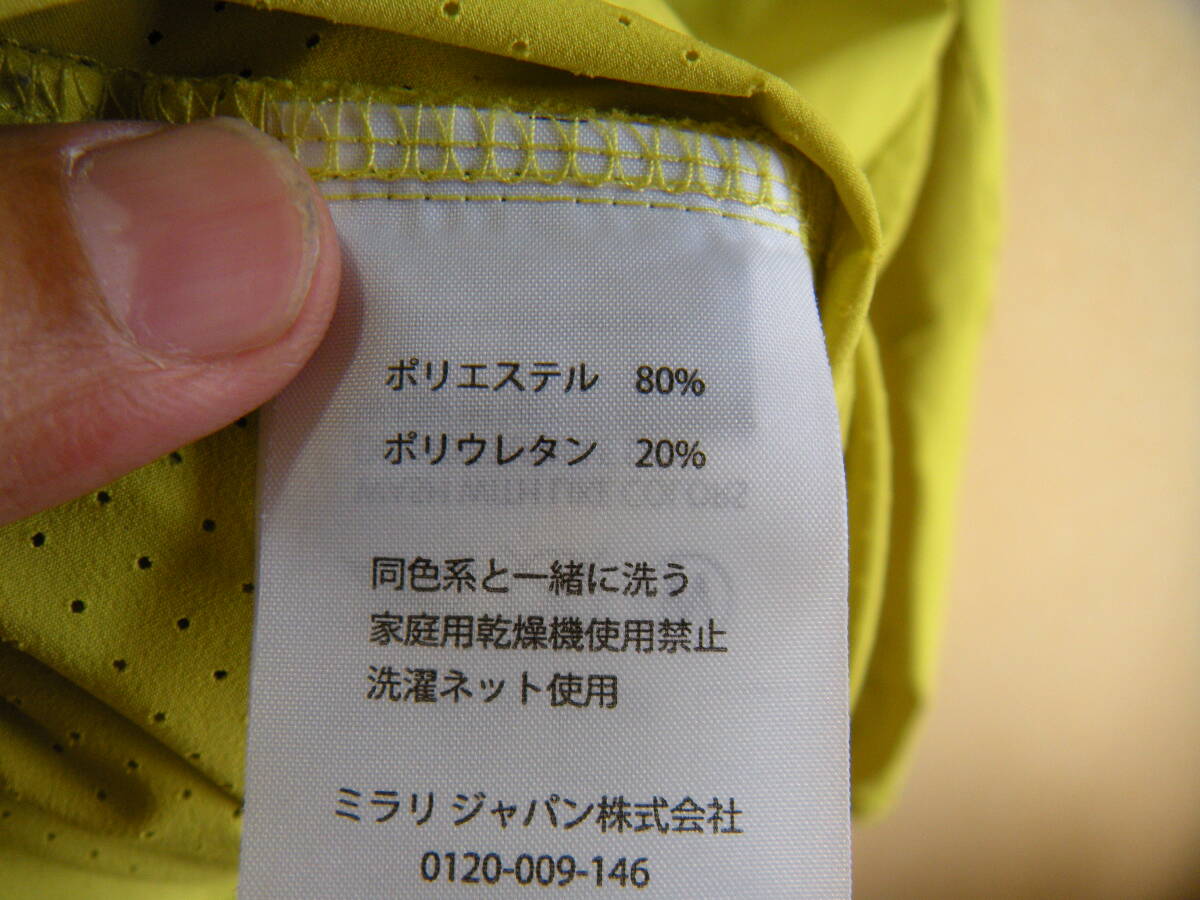 ポリエステル 80%
ポリウレタン 20%
同色系と一緒に洗う
家庭用乾燥機使用禁止
洗濯ネット使用
ミラリ ジャパン株式会社
0120-009-146